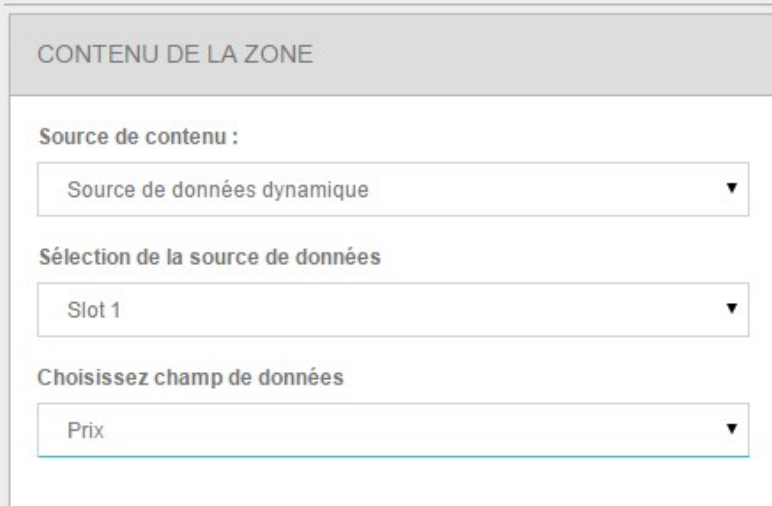 CONTENU DE LA ZONE
Source de contenu :
Source de données dynamique
Sélection de la source de données
Slot 1
Choisissez champ de données
Prix